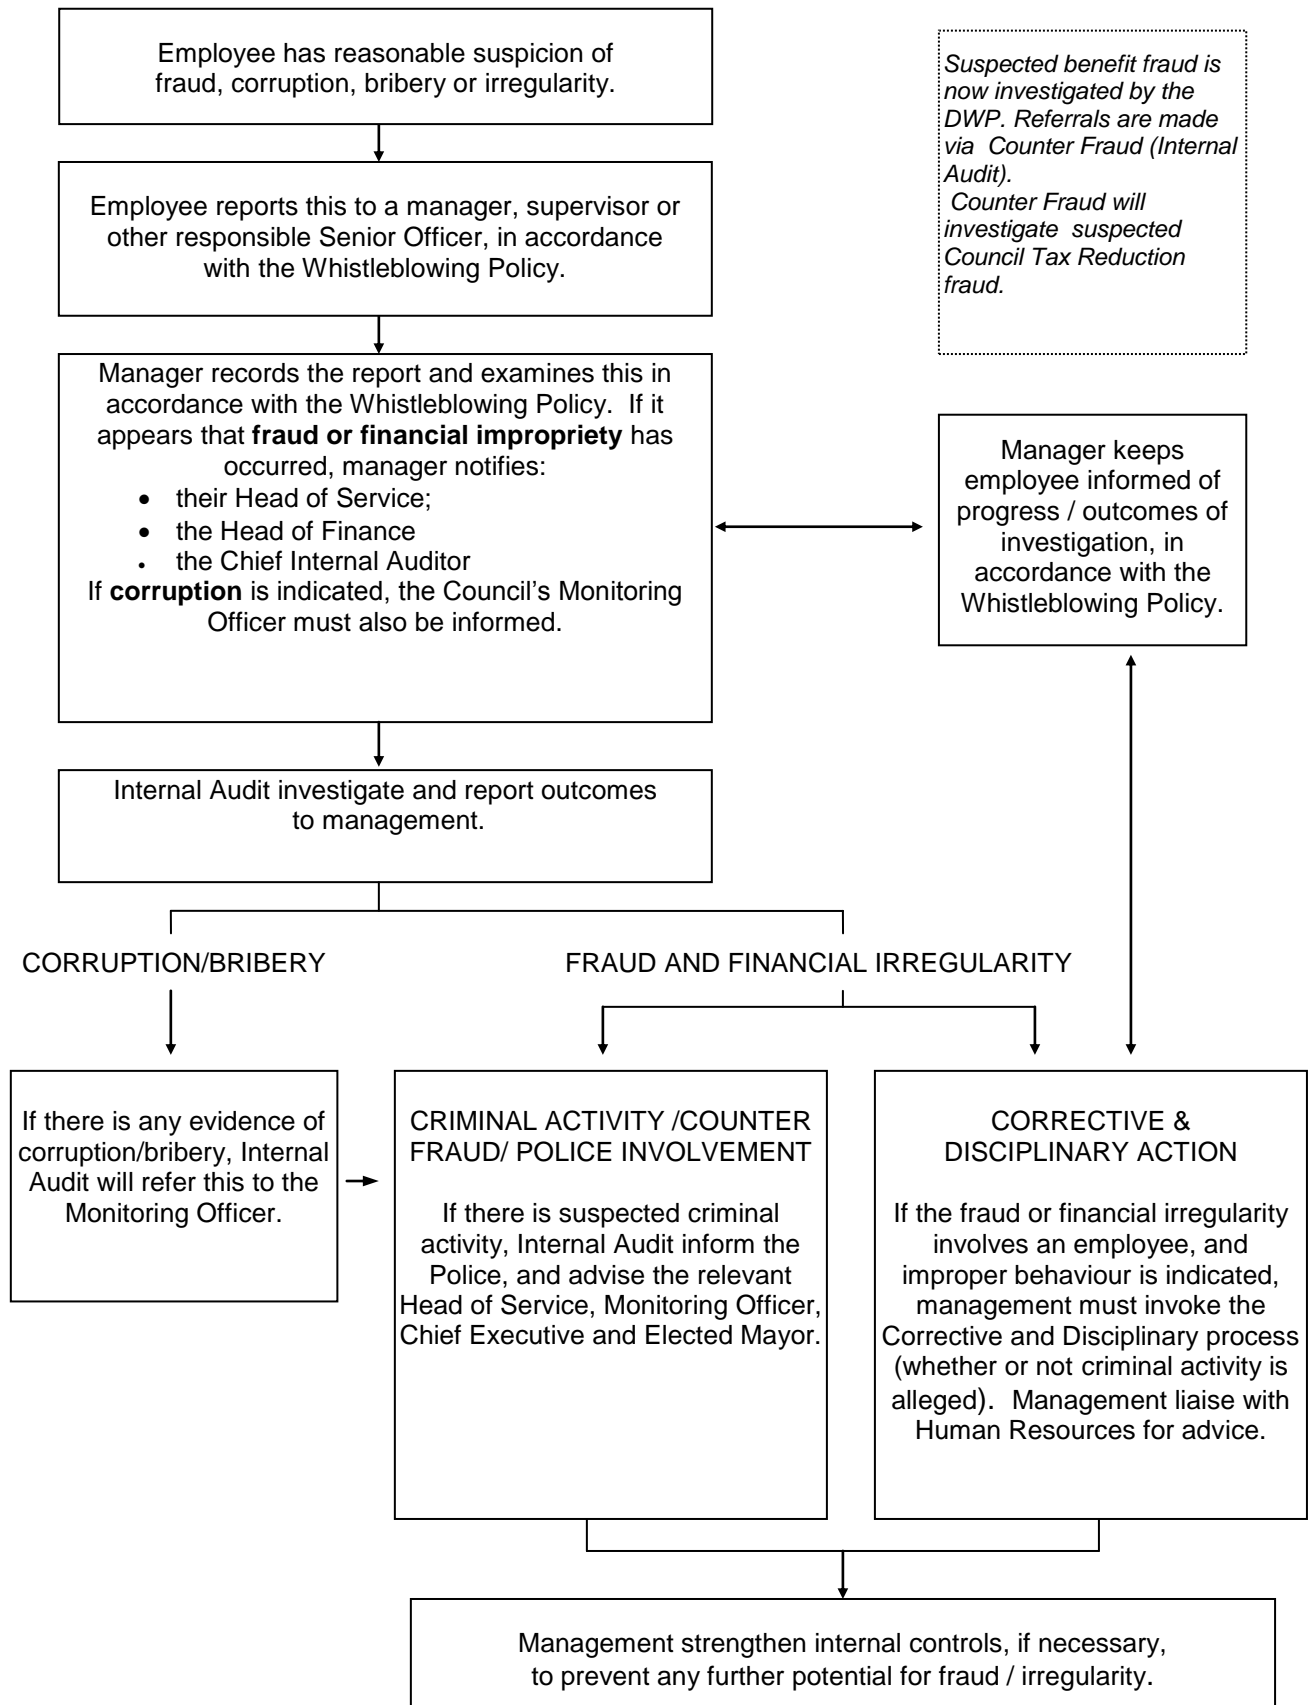 Employee has reasonable suspicion of
fraud, corruption, bribery or irregularity.
Suspected benefit fraud is
now investigated by the
DWP. Referrals are made
via Counter Fraud (Internal
Audit).
Counter Fraud will
investigate suspected
Council Tax Reduction
fraud.
Employee reports this to a manager, supervisor or
other responsible Senior Officer, in accordance
with the Whistleblowing Policy.
Manager records the report and examines this in
accordance with the Whistleblowing Policy. If it
appears that fraud or financial impropriety has
occurred, manager notifies:
• their Head of Service;
• the Head of Finance
• the Chief Internal Auditor
If corruption is indicated, the Council's Monitoring
Officer must also be informed.
Manager keeps
employee informed of
progress / outcomes of
investigation, in
accordance with the
Whistleblowing Policy.
Internal Audit investigate and report outcomes
to management.
CORRUPTION/BRIBERY
FRAUD AND FINANCIAL IRREGULARITY
If there is any evidence of
corruption/bribery, Internal
Audit will refer this to the
Monitoring Officer.
CRIMINAL ACTIVITY /COUNTER
FRAUD/ POLICE INVOLVEMENT
If there is suspected criminal
activity, Internal Audit inform the
Police, and advise the relevant
Head of Service, Monitoring Officer,
Chief Executive and Elected Mayor.
CORRECTIVE &
DISCIPLINARY ACTION
If the fraud or financial irregularity
involves an employee, and
improper behaviour is indicated,
management must invoke the
Corrective and Disciplinary process
(whether or not criminal activity is
alleged). Management liaise with
Human Resources for advice.
Management strengthen internal controls, if necessary,
to prevent any further potential for fraud / irregularity.